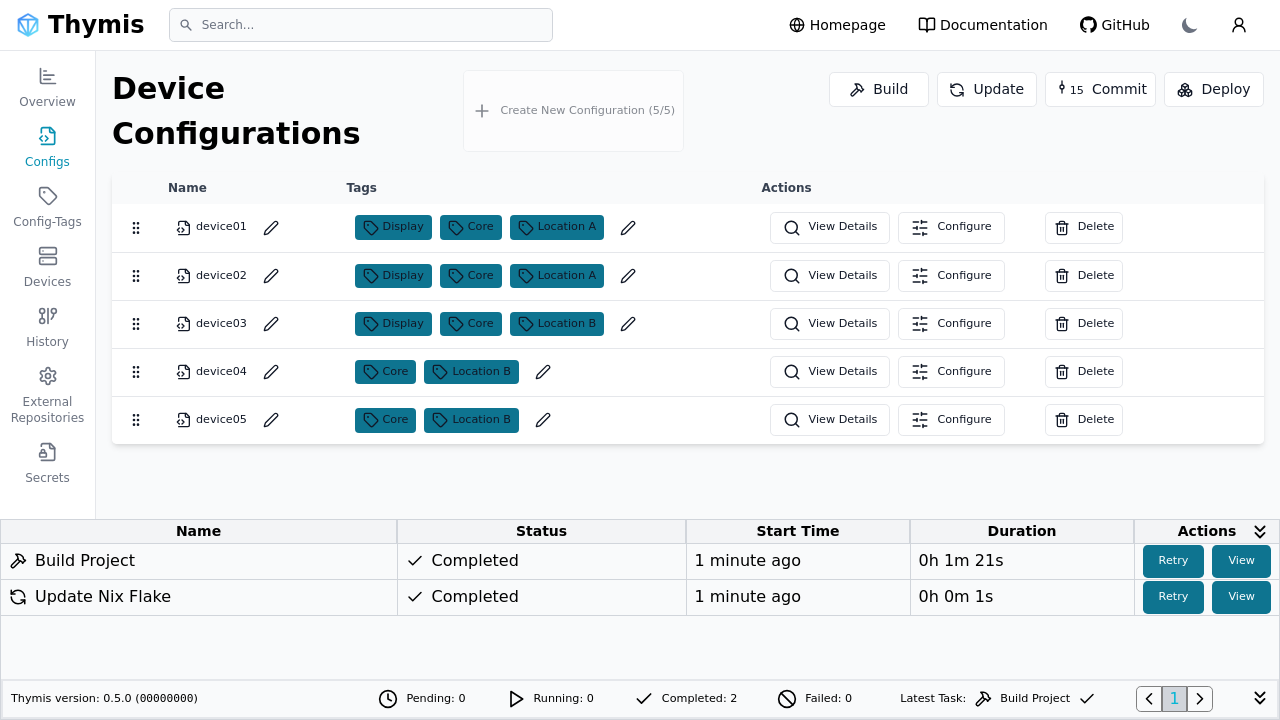 Thymis
Search...
Homepage
Documentation
GitHub
Overview
Configs
Config-Tags
Devices
History
External
Repositories
Secrets
Device
Configurations
Create New Configuration (5/5)
Build
Update
15 Commit
Deploy
Name Tags Actions
device01 Display Core Location A View Details Configure Delete
device02 Display Core Location A View Details Configure Delete
device03 Display Core Location B View Details Configure Delete
device04 Core Location B View Details Configure Delete
device05 Core Location B View Details Configure Delete
Name Status Start Time Duration Actions
Build Project Completed 1 minute ago 0h 1m 21s Retry View
Update Nix Flake Completed 1 minute ago 0h 0m 1s Retry View
Thymis version: 0.5.0 (00000000) Pending: 0 Running: 0 Completed: 2 Failed: 0 Latest Task: Build Project 1